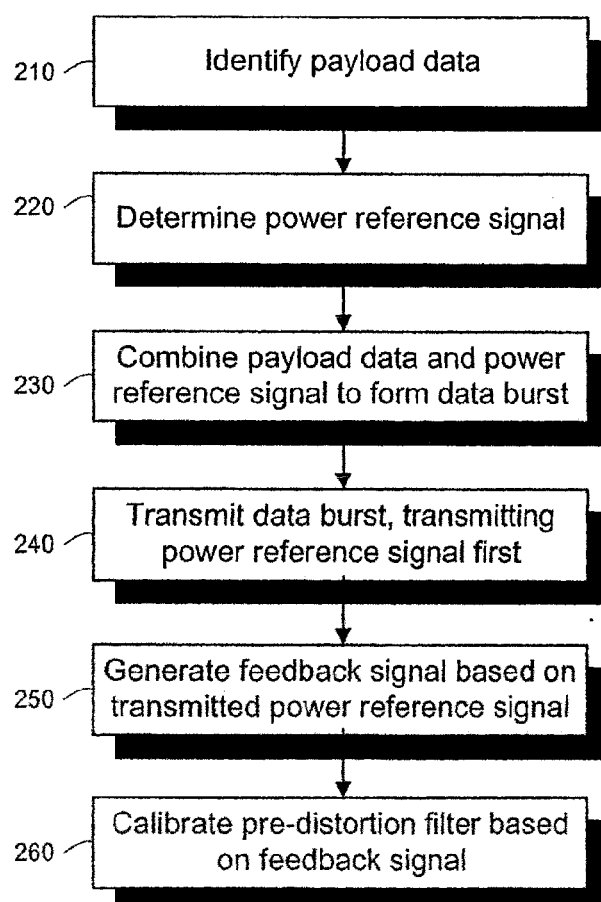 210
Identify payload data
220
Determine power reference signal
230
Combine payload data and power
reference signal to form data burst
240
Transmit data burst, transmitting
power reference signal first
250
Generate feedback signal based on
transmitted power reference signal
260
Calibrate pre-distortion filter based
on feedback signal